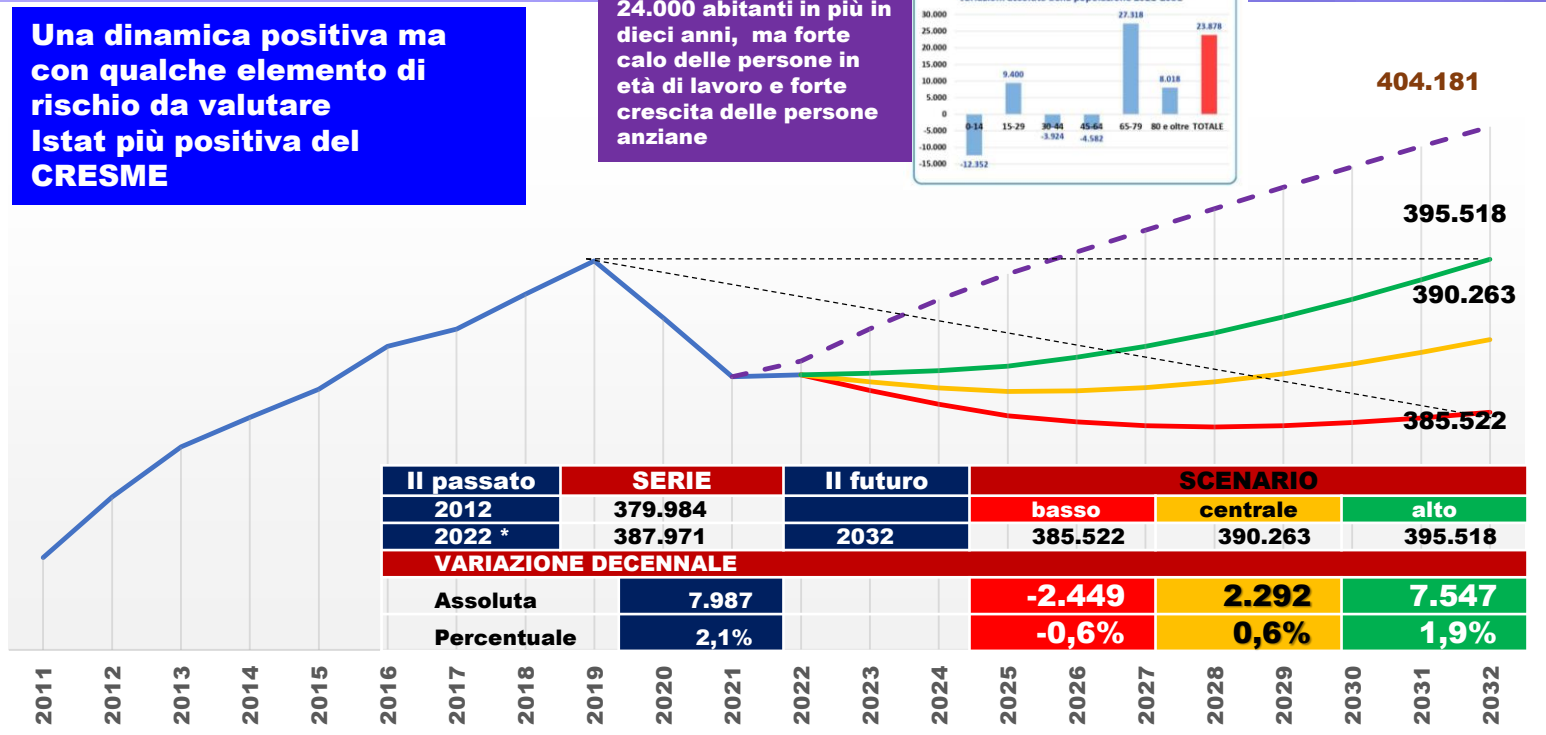 Una dinamica positiva ma
con qualche elemento di
rischio da valutare
Istat più positiva del
CRESME
24.000 abitanti in più in
dieci anni, ma forte
calo delle persone in
età di lavoro e forte
crescita delle persone
anziane
30.000
25.000
20.000
15.000
10.000
5.000
0
-5.000
-10.000
-15.000
27.318
23.878
9.400
8.018
0-14 15-29 30-44 45-64 65-79 80 e oltre TOTALE
-3.924 -4.582
-12.352
404.181
395.518
390.263
385.522
Il passato SERIE Il futuro SCENARIO
2012 379.984 basso centrale alto
2022 * 387.971 2032 385.522 390.263 395.518
VARIAZIONE DECENNALE
Assoluta 7.987 -2.449 2.292 7.547
Percentuale 2,1% -0,6% 0,6% 1,9%
2011 2012 2013 2014 2015 2016 2017 2018 2019 2020 2021 2022 2023 2024 2025 2026 2027 2028 2029 2030 2031 2032